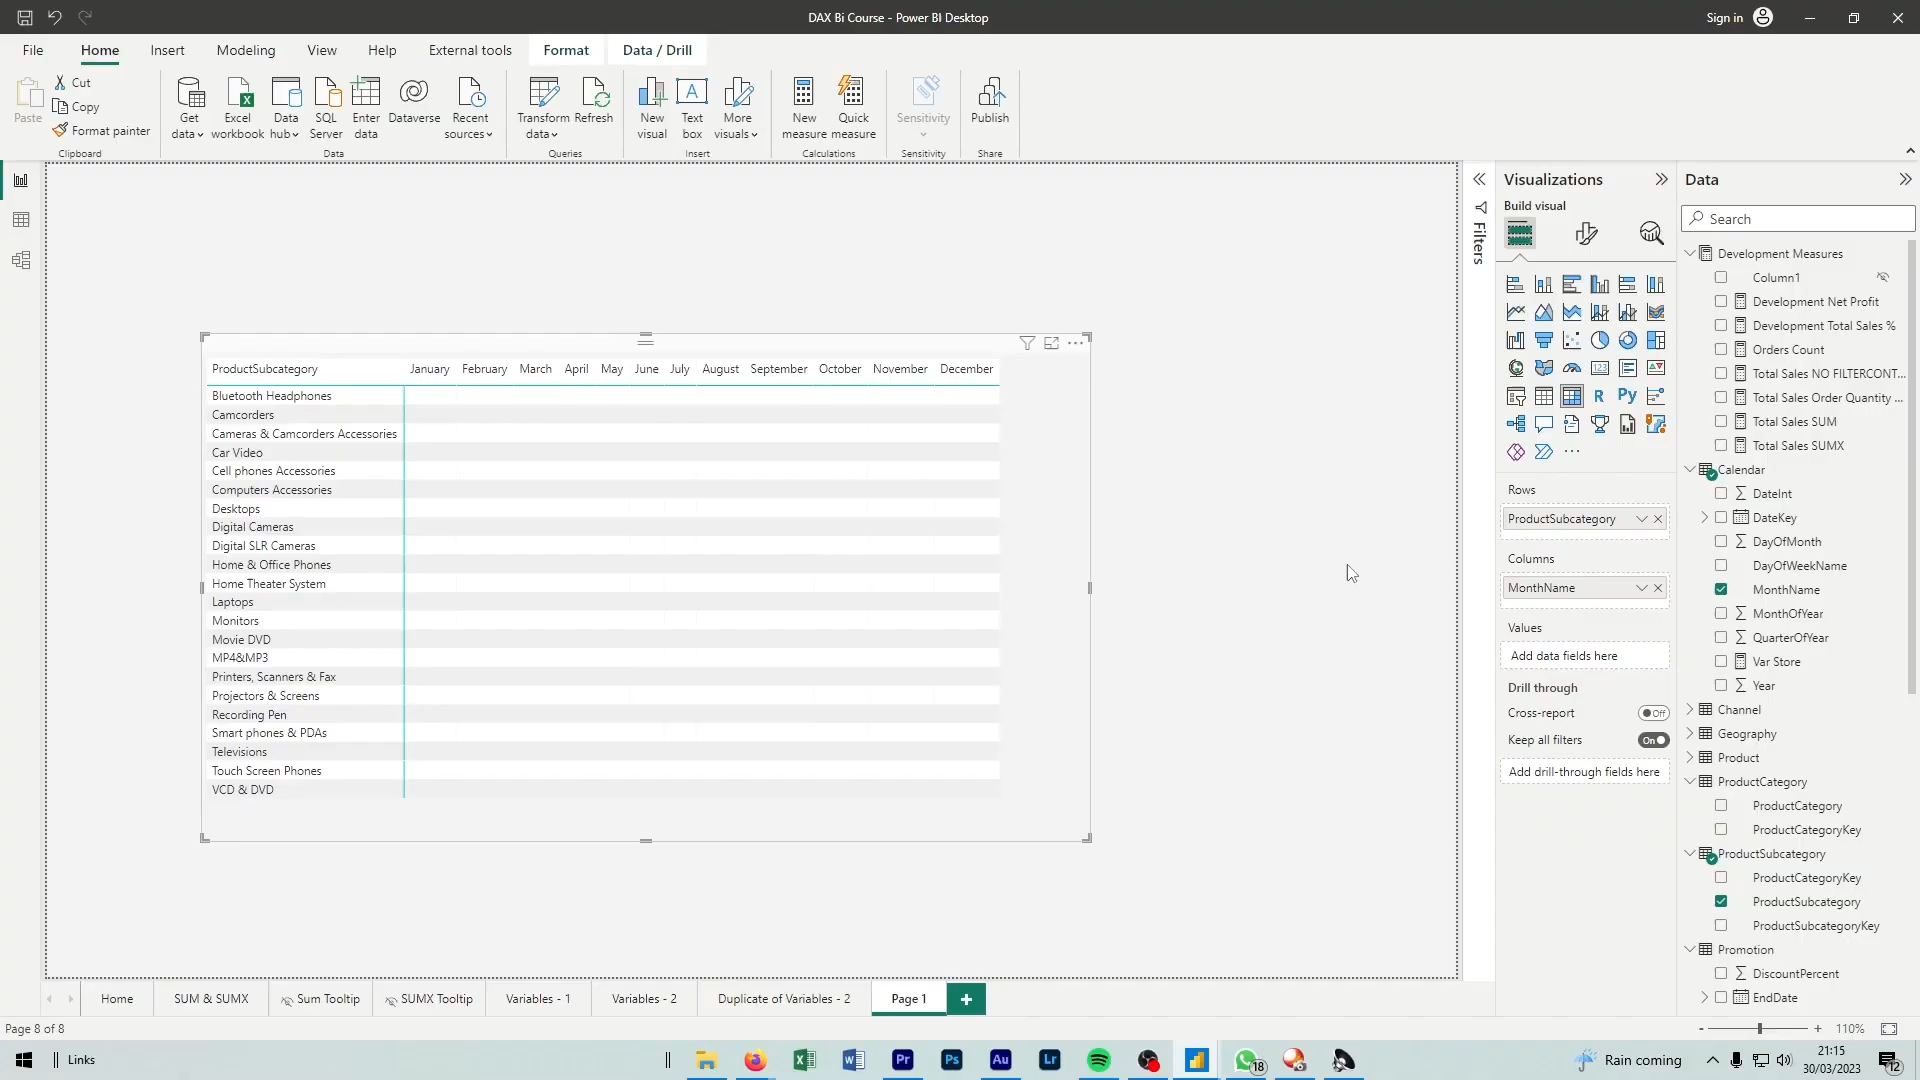 DAX Bi Course - Power BI Desktop
Sign in
File
Home
Insert
Modeling
View
Help
External tools
Format
Data / Drill
Paste
Cut
Copy
Format painter
Clipboard
Get data
Excel workbook
Data hub
SQL Server
Enter data
Dataverse
Recent sources
Data
Transform data
Refresh
Queries
New visual
Text box
More visuals
Insert
New measure
Quick measure
Calculations
Sensitivity
Sensitivity
Publish
Share
ProductSubcategory January February March April May June July August September October November December
Bluetooth Headphones
Camcorders
Cameras & Camcorders Accessories
Car Video
Cell phones Accessories
Computers Accessories
Desktops
Digital Cameras
Digital SLR Cameras
Home & Office Phones
Home Theater System
Laptops
Monitors
Movie DVD
MP4&MP3
Printers, Scanners & Fax
Projectors & Screens
Recording Pen
Smart phones & PDAs
Televisions
Touch Screen Phones
VCD & DVD
Filters
Visualizations
Build visual
123
R
Py
Rows
ProductSubcategory
Columns
MonthName
Values
Add data fields here
Drill through
Cross-report
Off
Keep all filters
On
Add drill-through fields here
Data
Search
Development Measures
Column1
Development Net Profit
Development Total Sales %
Orders Count
Total Sales NO FILTERCONT...
Total Sales Order Quantity ...
Total Sales SUM
Total Sales SUMX
Calendar
DateInt
DateKey
DayOfMonth
DayOfWeekName
MonthName
MonthOfYear
QuarterOfYear
Var Store
Year
Channel
Geography
Product
ProductCategory
ProductCategory
ProductCategoryKey
ProductSubcategory
ProductCategoryKey
ProductSubcategory
ProductSubcategoryKey
Promotion
DiscountPercent
EndDate
Home
SUM & SUMX
Sum Tooltip
SUMX Tooltip
Variables - 1
Variables - 2
Duplicate of Variables - 2
Page 1
Page 8 of 8
- + 110%
Links
Pr
Ps
Au
Lr
18
Rain coming
21:15
30/03/2023
12